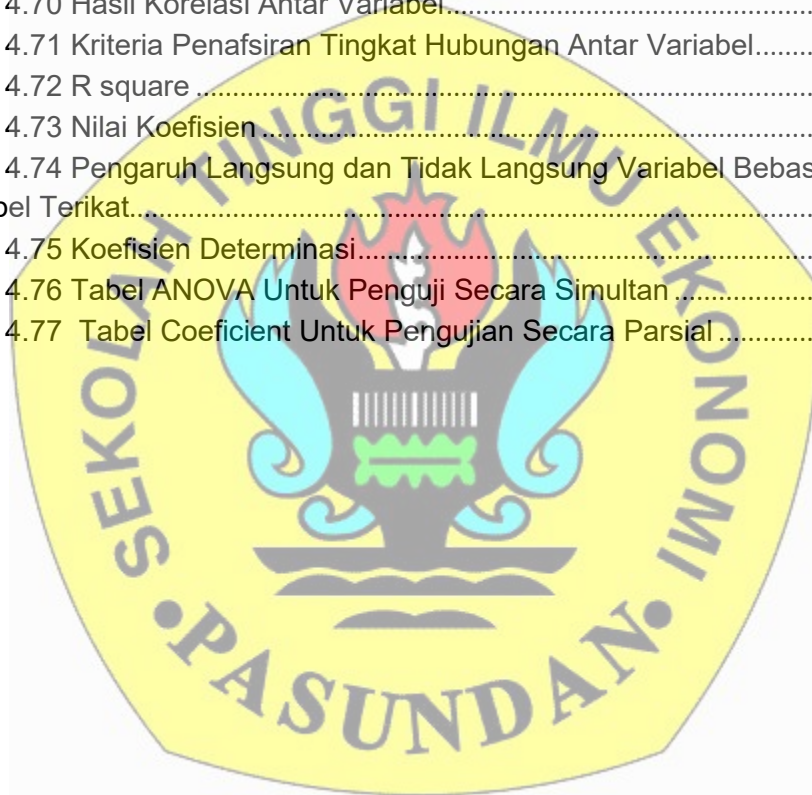 4.70 Hasil Korelasi Antar Variabel....................................................
4.71 Kriteria Penafsiran Tingkat Hubungan Antar Variabel........
4.72 R square....................................................................................
4.73 Nilai Koefisien............................................................................
4.74 Pengaruh Langsung dan Tidak Langsung Variabel Bebas
Terikat.............................................................................................
4.75 Koefisien Determinasi..............................................................
4.76 Tabel ANOVA Untuk Penguji Secara Simultan..................
4.77 Tabel Coeficient Untuk Pengujian Secara Parsial.............
SEKOLAH TINGGI ILMU EKONOMI
•PASUNDAN•